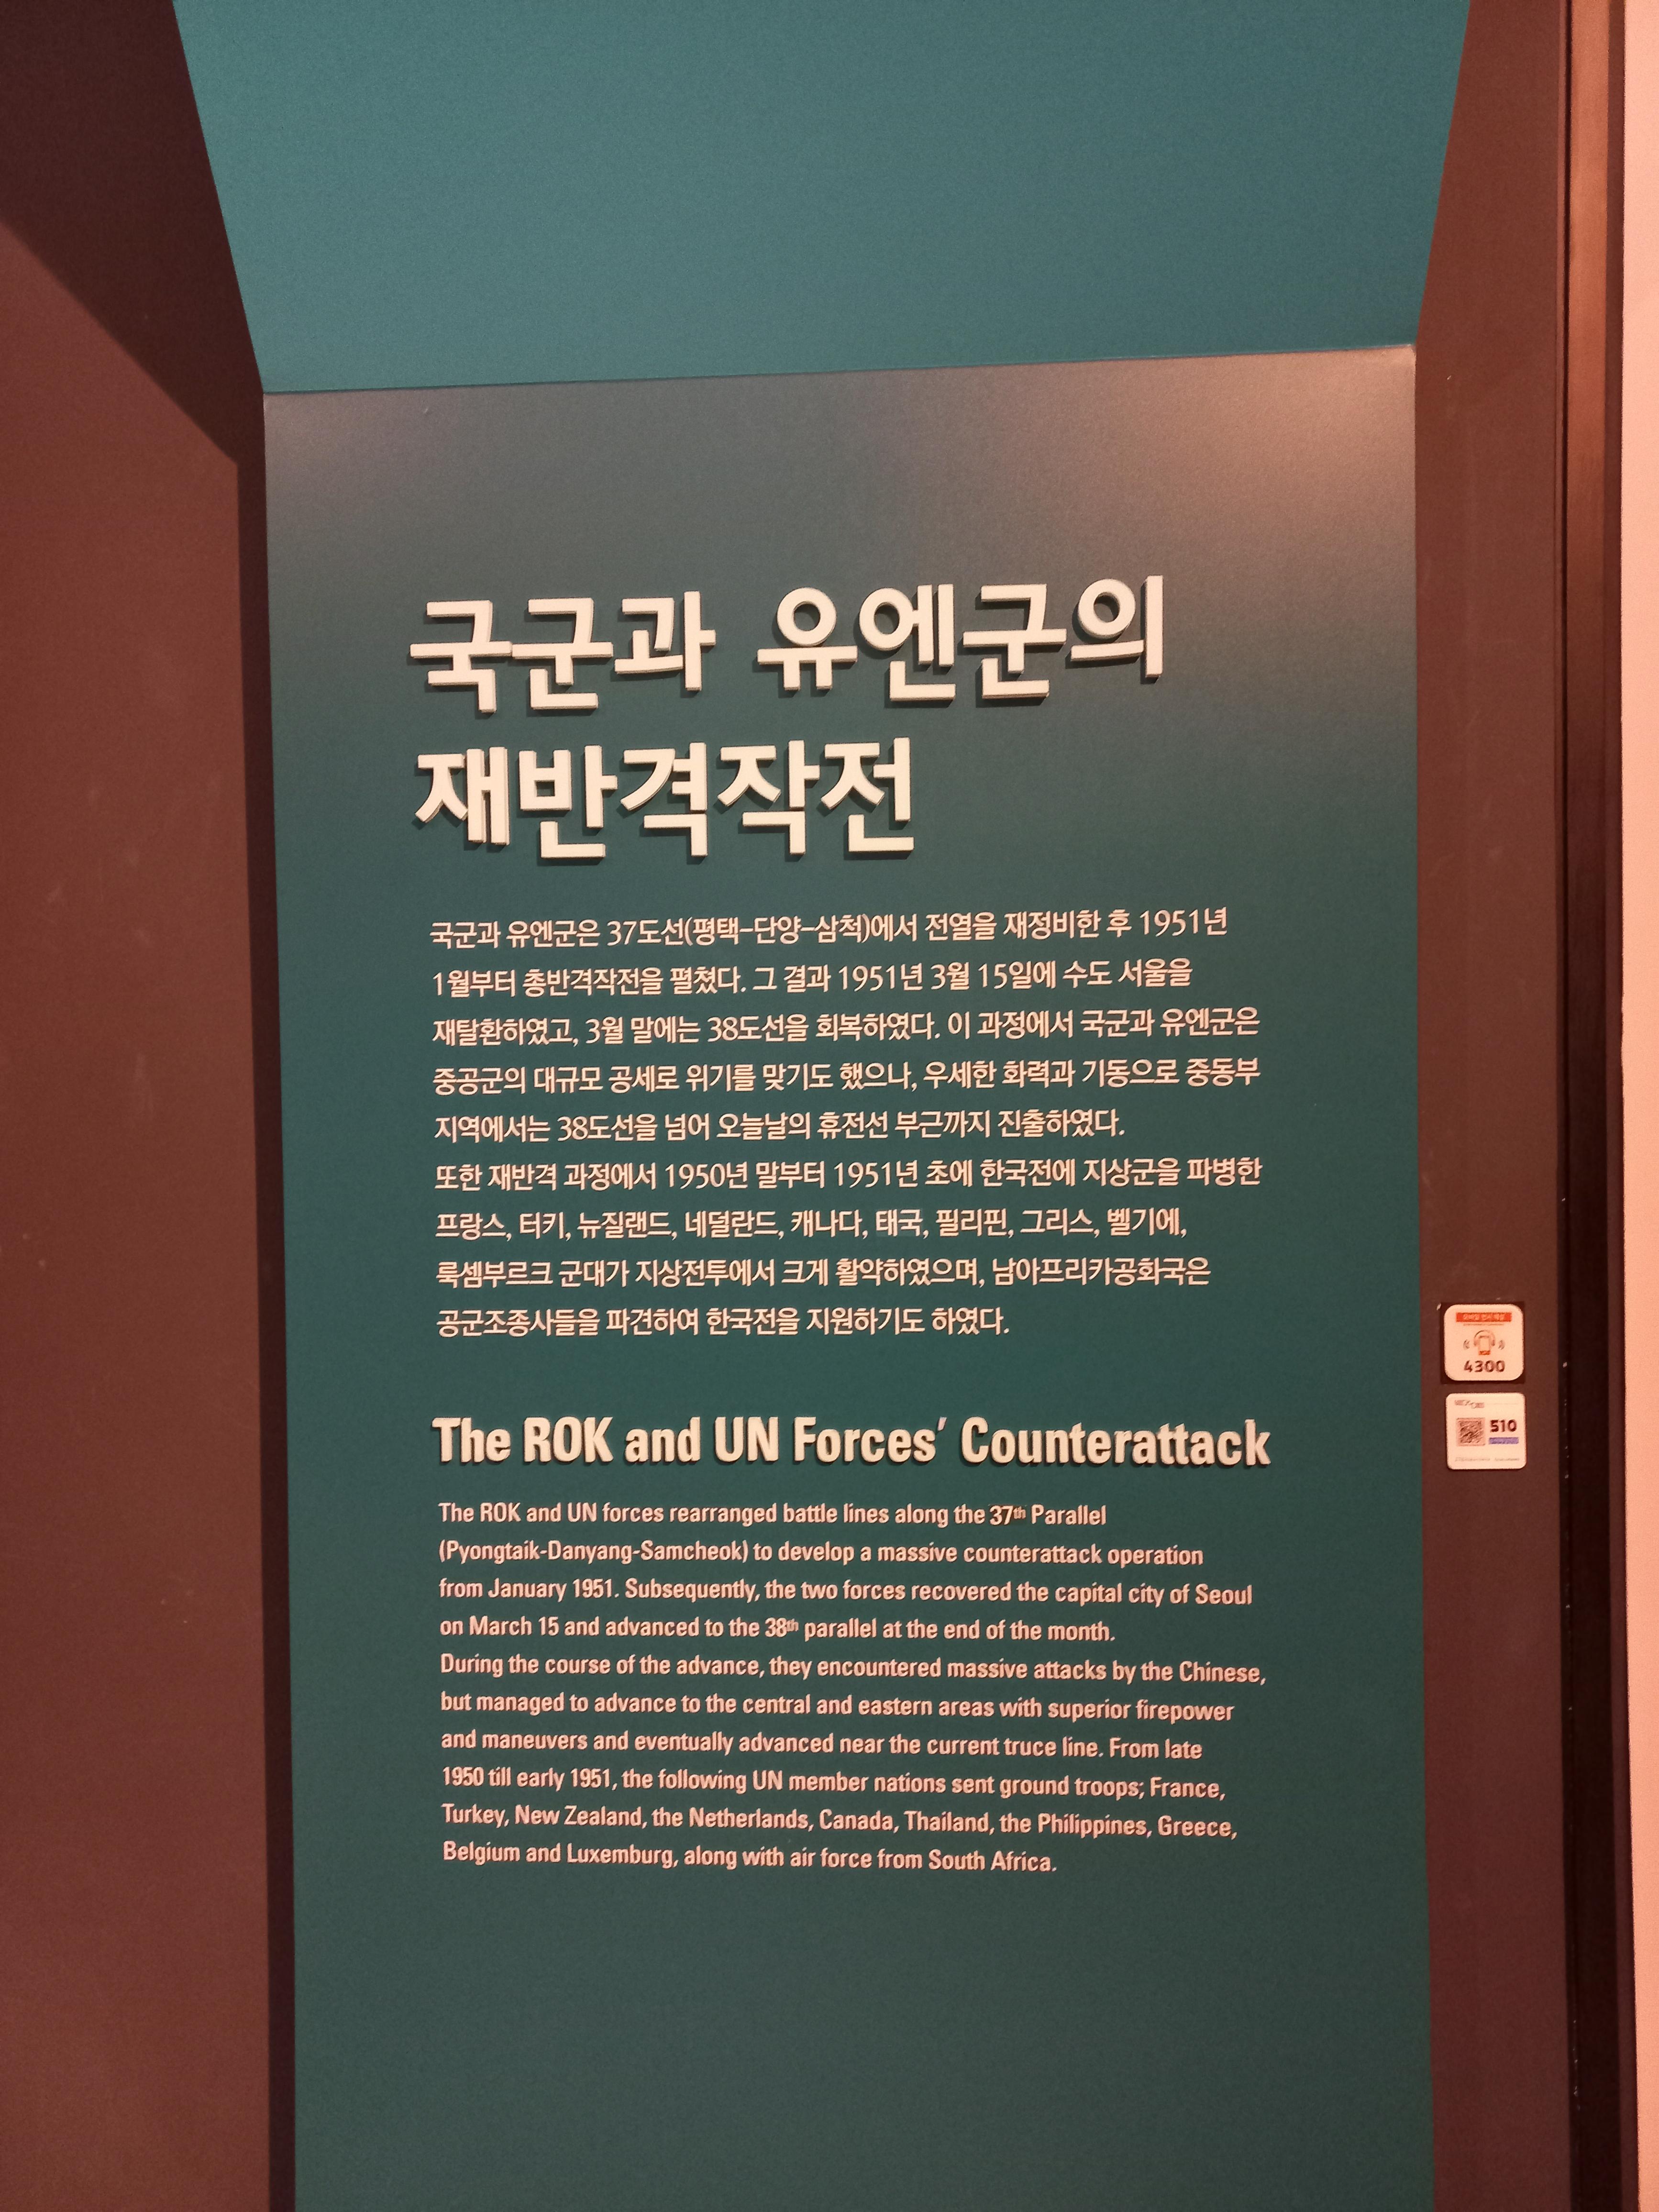 국군과 유엔군의
재반격작전
국군과 유엔군은 37도선(평택-단양-삼척)에서 전열을 재정비한 후 1951년
1월부터 총반격작전을 펼쳤다. 그 결과 1951년 3월 15일에 수도 서울을
재탈환하였고, 3월 말에는 38도선을 회복하였다. 이 과정에서 국군과 유엔군은
중공군의 대규모 공세로 위기를 맞기도 했으나, 우세한 화력과 기동으로 중동부
지역에서는 38도선을 넘어 오늘날의 휴전선 부근까지 진출하였다.
또한 재반격 과정에서 1950년 말부터 1951년 초에 한국전에 지상군을 파병한
프랑스, 터키, 뉴질랜드, 네덜란드, 캐나다, 태국, 필리핀, 그리스, 벨기에,
룩셈부르크 군대가 지상전투에서 크게 활약하였으며, 남아프리카공화국은
공군조종사들을 파견하여 한국전을 지원하기도 하였다.
The ROK and UN Forces' Counterattack
The ROK and UN forces rearranged battle lines along the 37th Parallel
(Pyongtaik-Danyang-Samcheok) to develop a massive counterattack operation
from January 1951. Subsequently, the two forces recovered the capital city of Seoul
on March 15 and advanced to the 38th parallel at the end of the month.
During the course of the advance, they encountered massive attacks by the Chinese,
but managed to advance to the central and eastern areas with superior firepower
and maneuvers and eventually advanced near the current truce line. From late
1950 till early 1951, the following UN member nations sent ground troops; France,
Turkey, New Zealand, the Netherlands, Canada, Thailand, the Philippines, Greece,
Belgium and Luxemburg, along with air force from South Africa.
4300
510